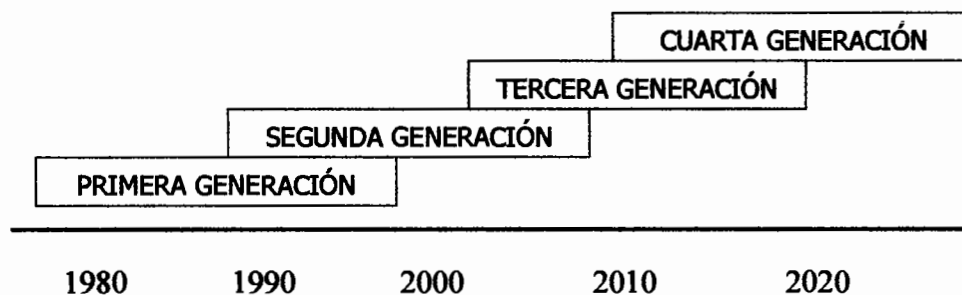 CUARTA GENERACIÓN
TERCERA GENERACIÓN
SEGUNDA GENERACIÓN
PRIMERA GENERACIÓN
1980 1990 2000 2010 2020